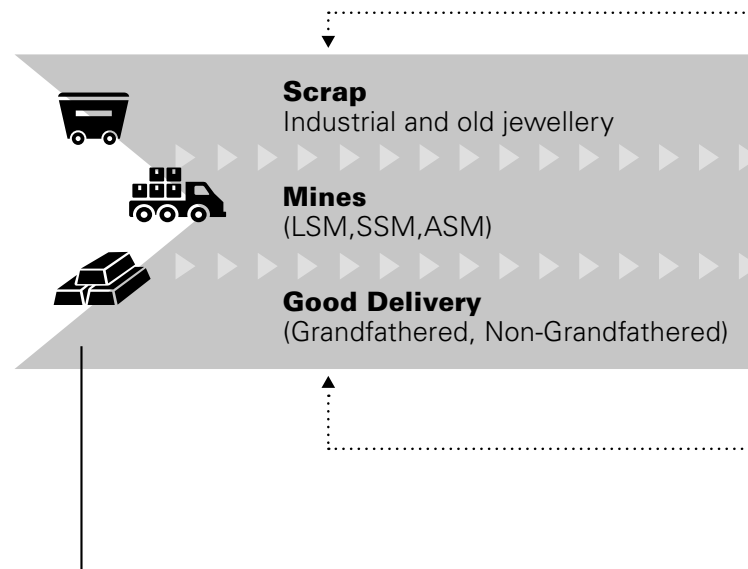 Scrap
Industrial and old jewellery
Mines
(LSM,SSM,ASM)
Good Delivery
(Grandfathered, Non-Grandfathered)